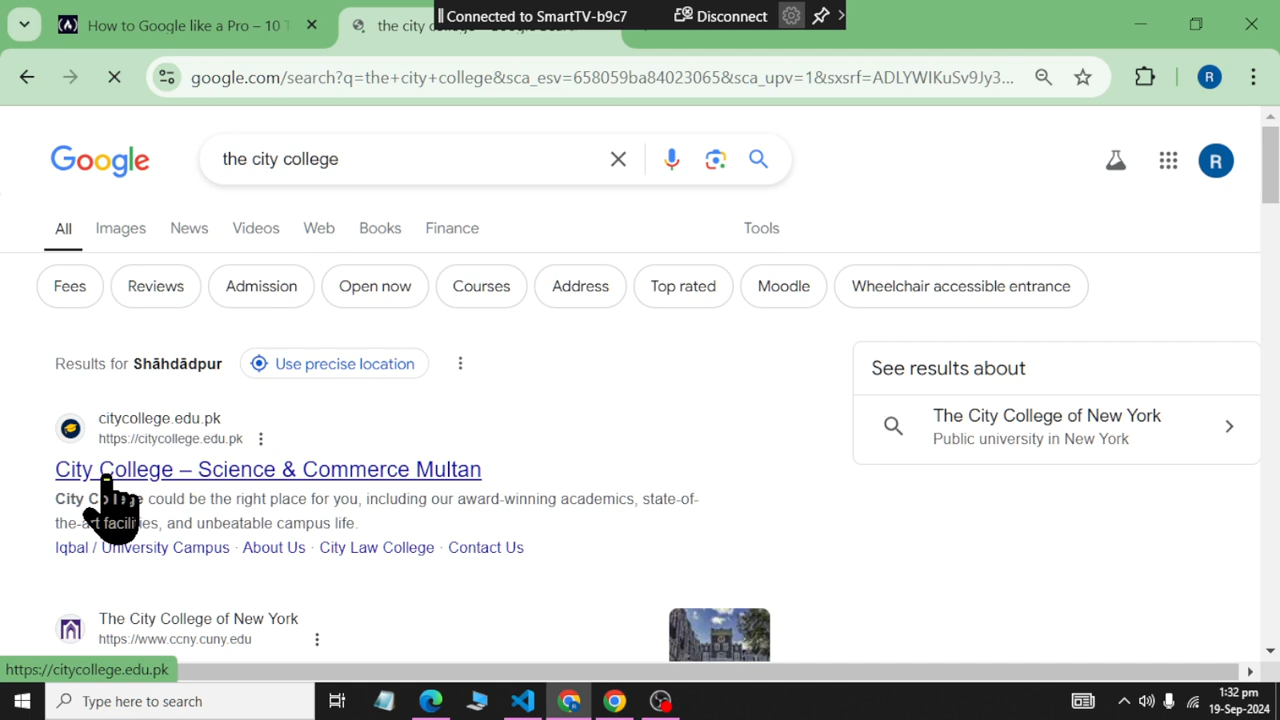 Connected to SmartTV-b9c7 Disconnect
How to Google like a Pro – 10
the city
google.com/search?q=the+city+college&sca_esv=658059ba84023065&sca_upv=1&sxsrf=ADLYWIKuSv9Jy3...
R
Google
the city college
R
All Images News Videos Web Books Finance Tools
Fees Reviews Admission Open now Courses Address Top rated Moodle Wheelchair accessible entrance
Results for Shāhdādpur Use precise location
See results about
citycollege.edu.pk
https://citycollege.edu.pk
The City College of New York
Public university in New York
City College – Science & Commerce Multan
City College could be the right place for you, including our award-winning academics, state-of-
the-art facilities, and unbeatable campus life.
Iqbal / University Campus · About Us · City Law College · Contact Us
The City College of New York
https://www.ccny.cuny.edu
https://citycollege.edu.pk
Type here to search
1:32 pm
19-Sep-2024